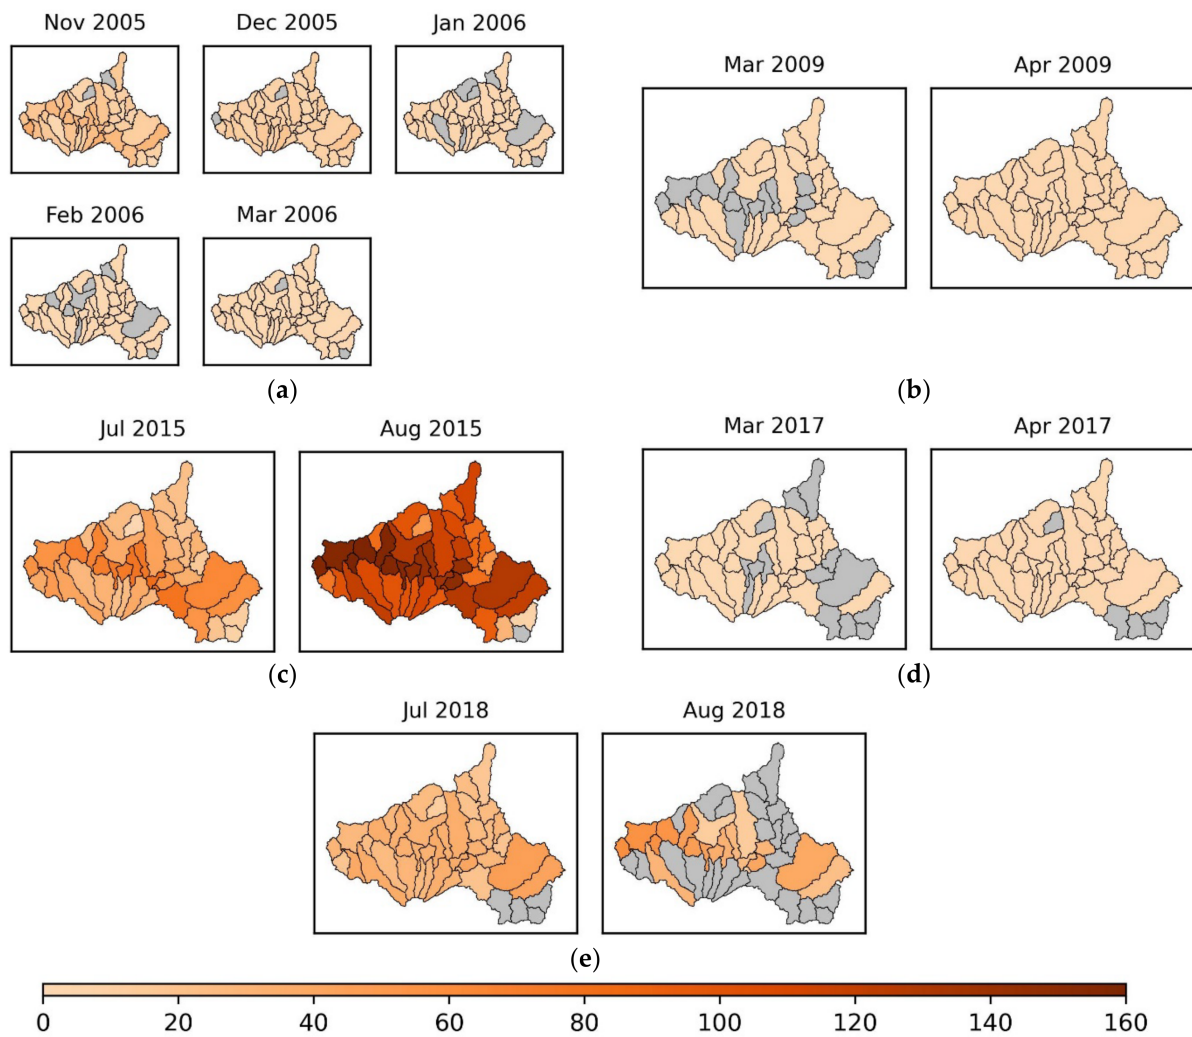 Nov 2005 Dec 2005 Jan 2006
Feb 2006 Mar 2006
(a)
Mar 2009 Apr 2009
(b)
Jul 2015 Aug 2015
(c)
Mar 2017 Apr 2017
(d)
Jul 2018 Aug 2018
(e)
0 20 40 60 80 100 120 140 160